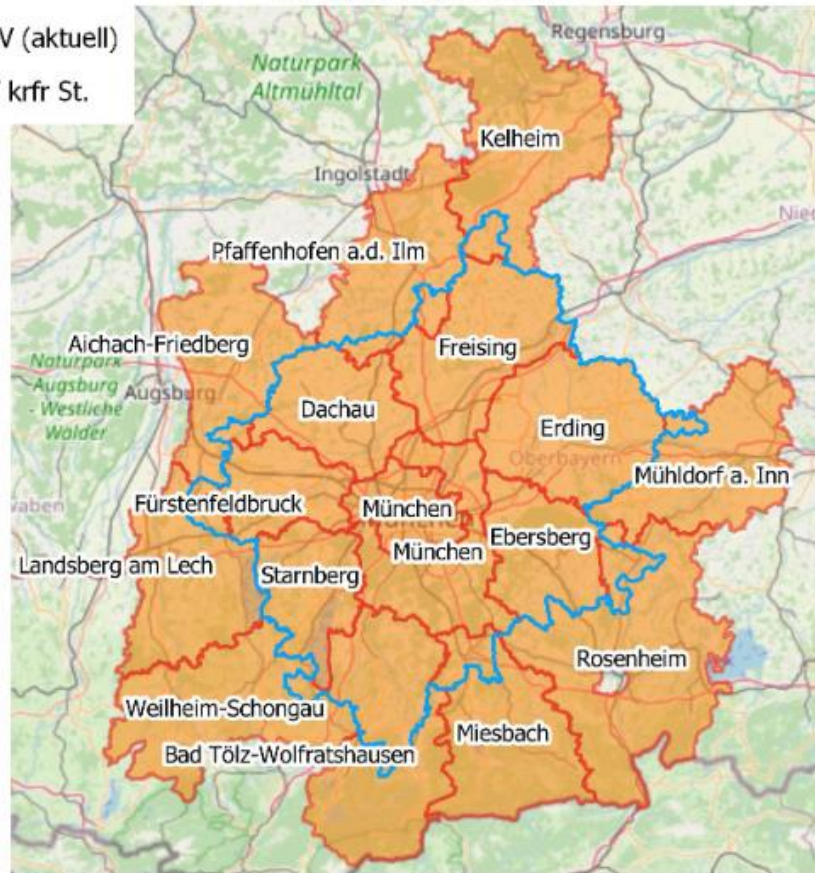 V (aktuell)
krfr St.
Regensburg
Naturpark
Altmühltal
Kelheim
Ingolstadt
Pfaffenhofen a.d. Ilm
Aichach-Friedberg
Freising
Naturpark
Augsburg
- Westliche
Wälder
Augsburg
Dachau
Erding
Oberbayern
Mühldorf a. Inn
Fürstenfeldbruck
München
Ebersberg
München
Landsberg am Lech
Starnberg
Rosenheim
Weilheim-Schongau
Miesbach
Bad Tölz-Wolfratshausen